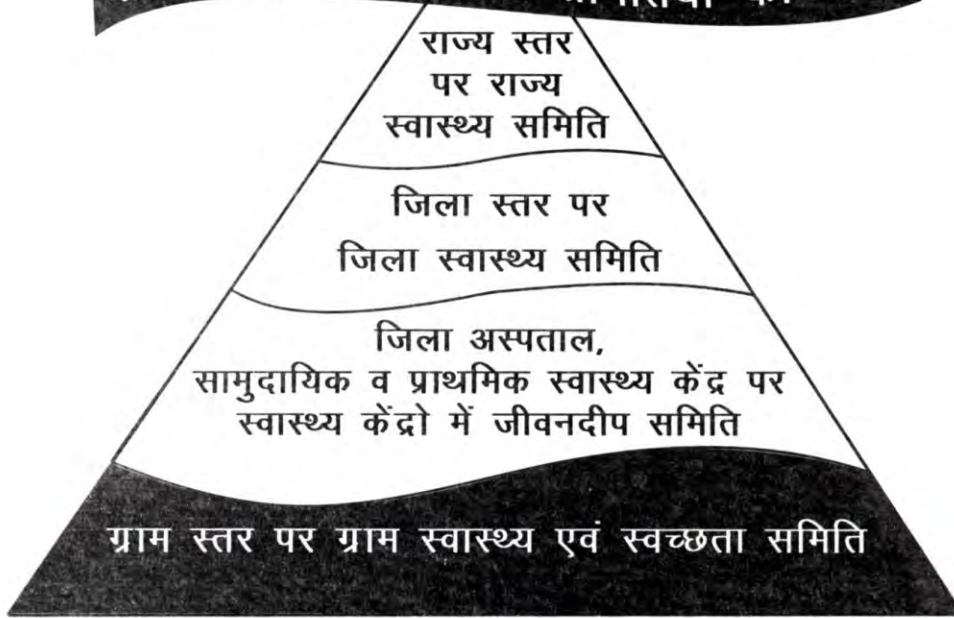 राज्य स्तर
पर राज्य
स्वास्थ्य समिति
जिला स्तर पर
जिला स्वास्थ्य समिति
जिला अस्पताल,
सामुदायिक व प्राथमिक स्वास्थ्य केंद्र पर
स्वास्थ्य केंद्रो में जीवनदीप समिति
ग्राम स्तर पर ग्राम स्वास्थ्य एवं स्वच्छता समिति